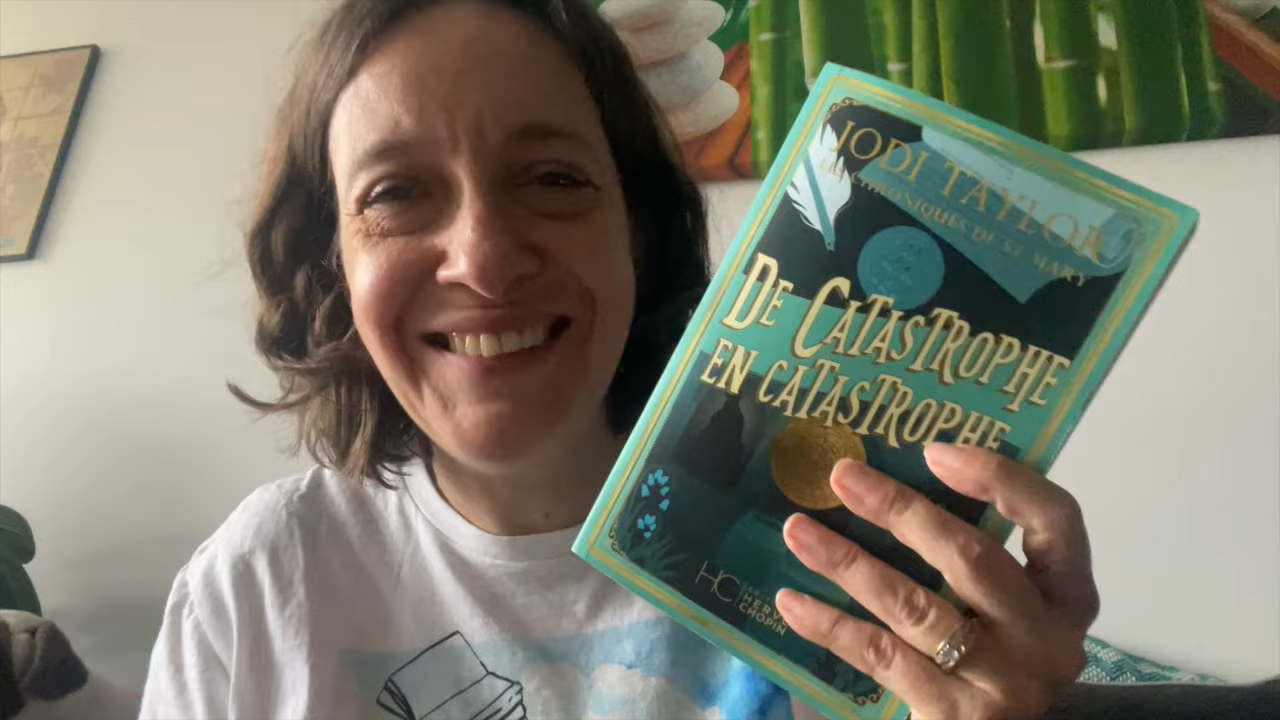 JODI TAYLOR
LES CHRONIQUES DE ST MARY
DE CATASTROPHE
EN CATASTROPHE
HC
HERVÉ
CHOPIN